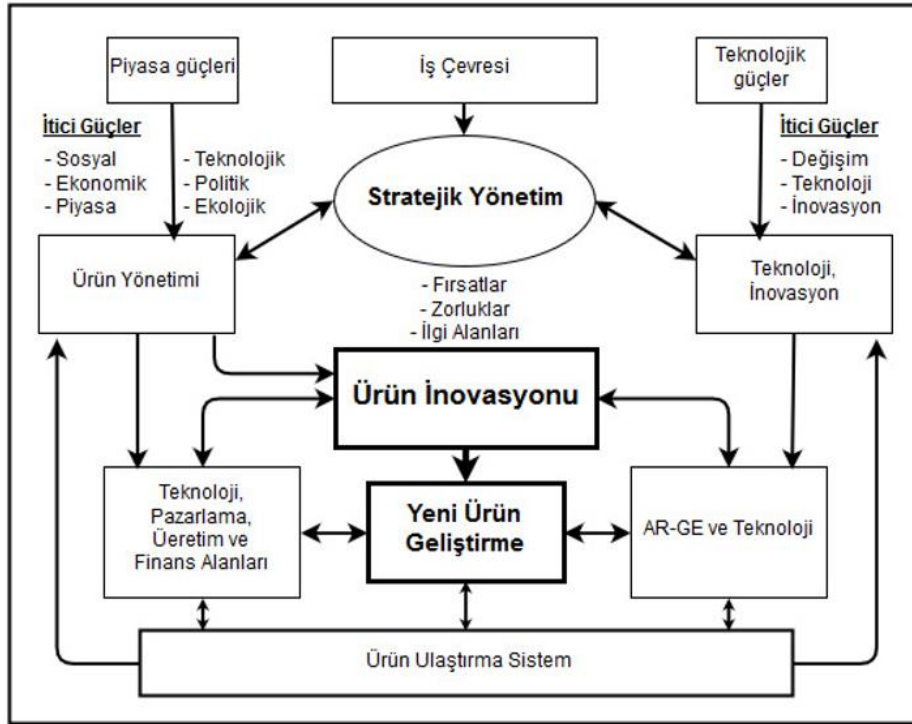 Piyasa güçleri
İş Çevresi
Teknolojik
güçler
İtici Güçler
- Sosyal
- Ekonomik
- Piyasa
- Teknolojik
- Politik
- Ekolojik
Stratejik Yönetim
İtici Güçler
- Değişim
- Teknoloji
- İnovasyon
Ürün Yönetimi
Teknoloji,
İnovasyon
- Fırsatlar
- Zorluklar
- İlgi Alanları
Ürün İnovasyonu
Teknoloji,
Pazarlama,
Üeretim ve
Finans Alanları
Yeni Ürün
Geliştirme
AR-GE ve Teknoloji
Ürün Ulaştırma Sistem